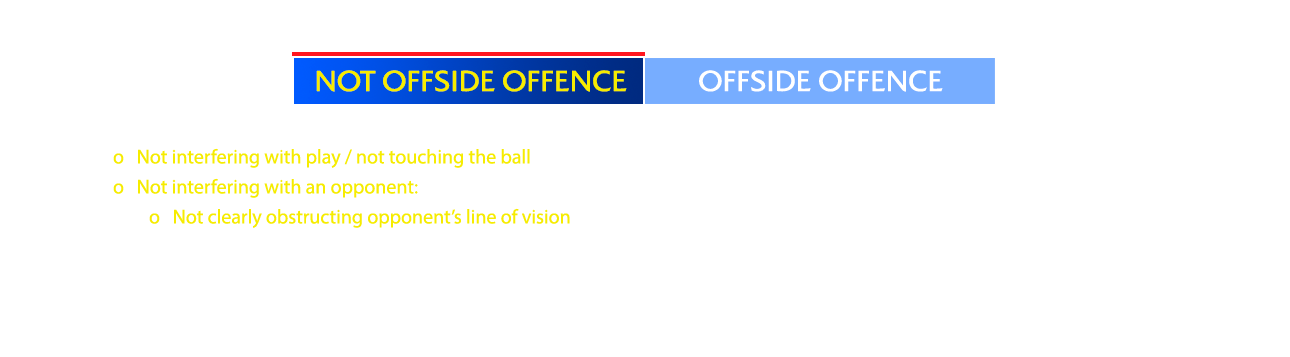 NOT OFFSIDE OFFENCE
OFFSIDE OFFENCE
o Not interfering with play / not touching the ball
o Not interfering with an opponent:
o Not clearly obstructing opponent’s line of vision